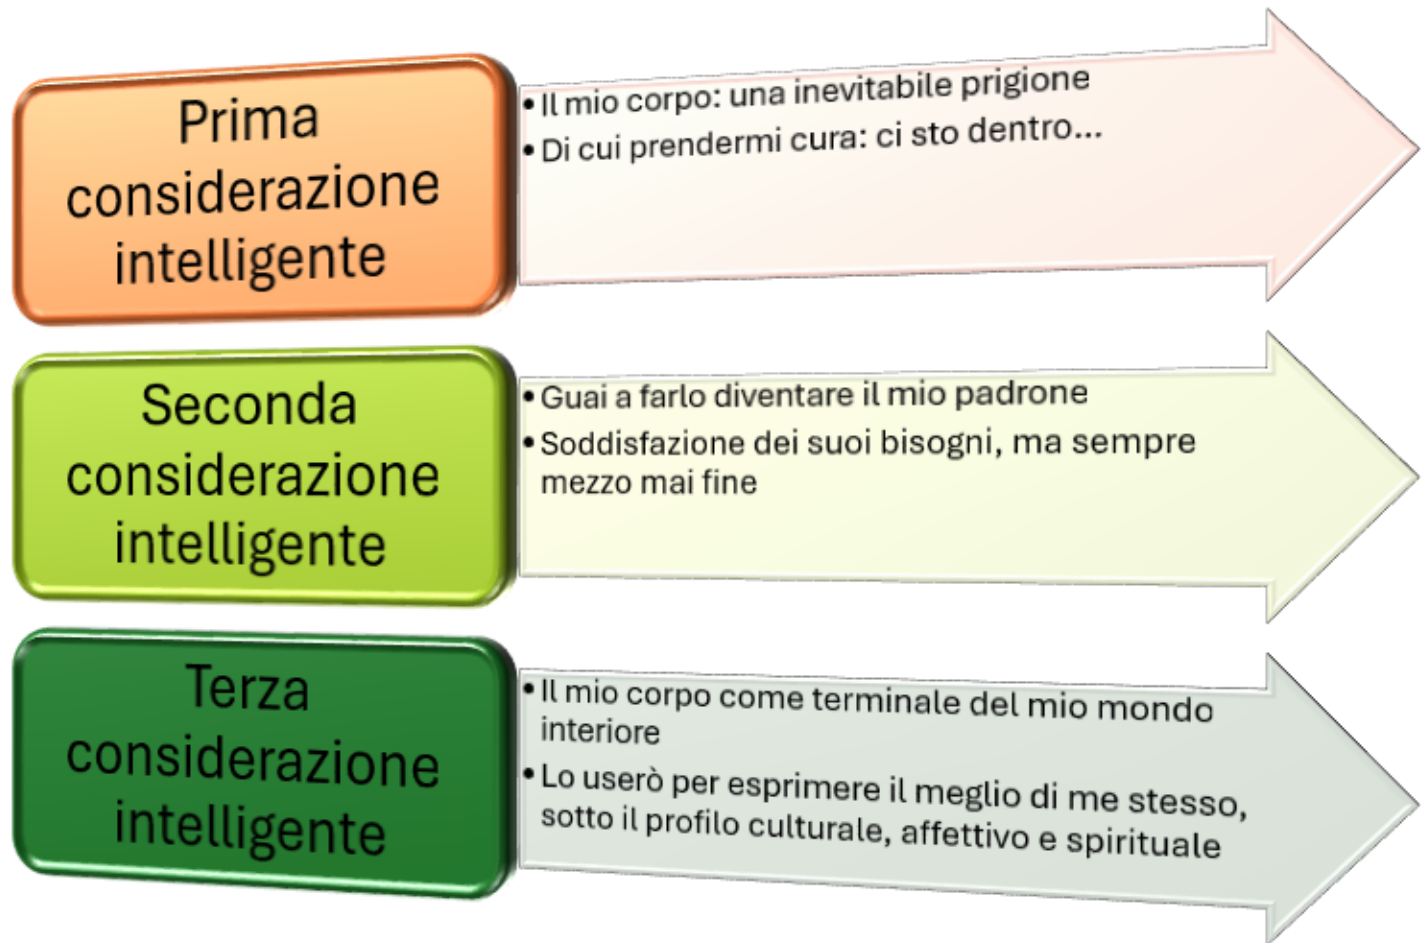 Prima
considerazione
intelligente
• Il mio corpo: una inevitabile prigione
• Di cui prendermi cura: ci sto dentro...
Seconda
considerazione
intelligente
• Guai a farlo diventare il mio padrone
• Soddisfazione dei suoi bisogni, ma sempre
mezzo mai fine
Terza
considerazione
intelligente
• Il mio corpo come terminale del mio mondo
interiore
• Lo userò per esprimere il meglio di me stesso,
sotto il profilo culturale, affettivo e spirituale